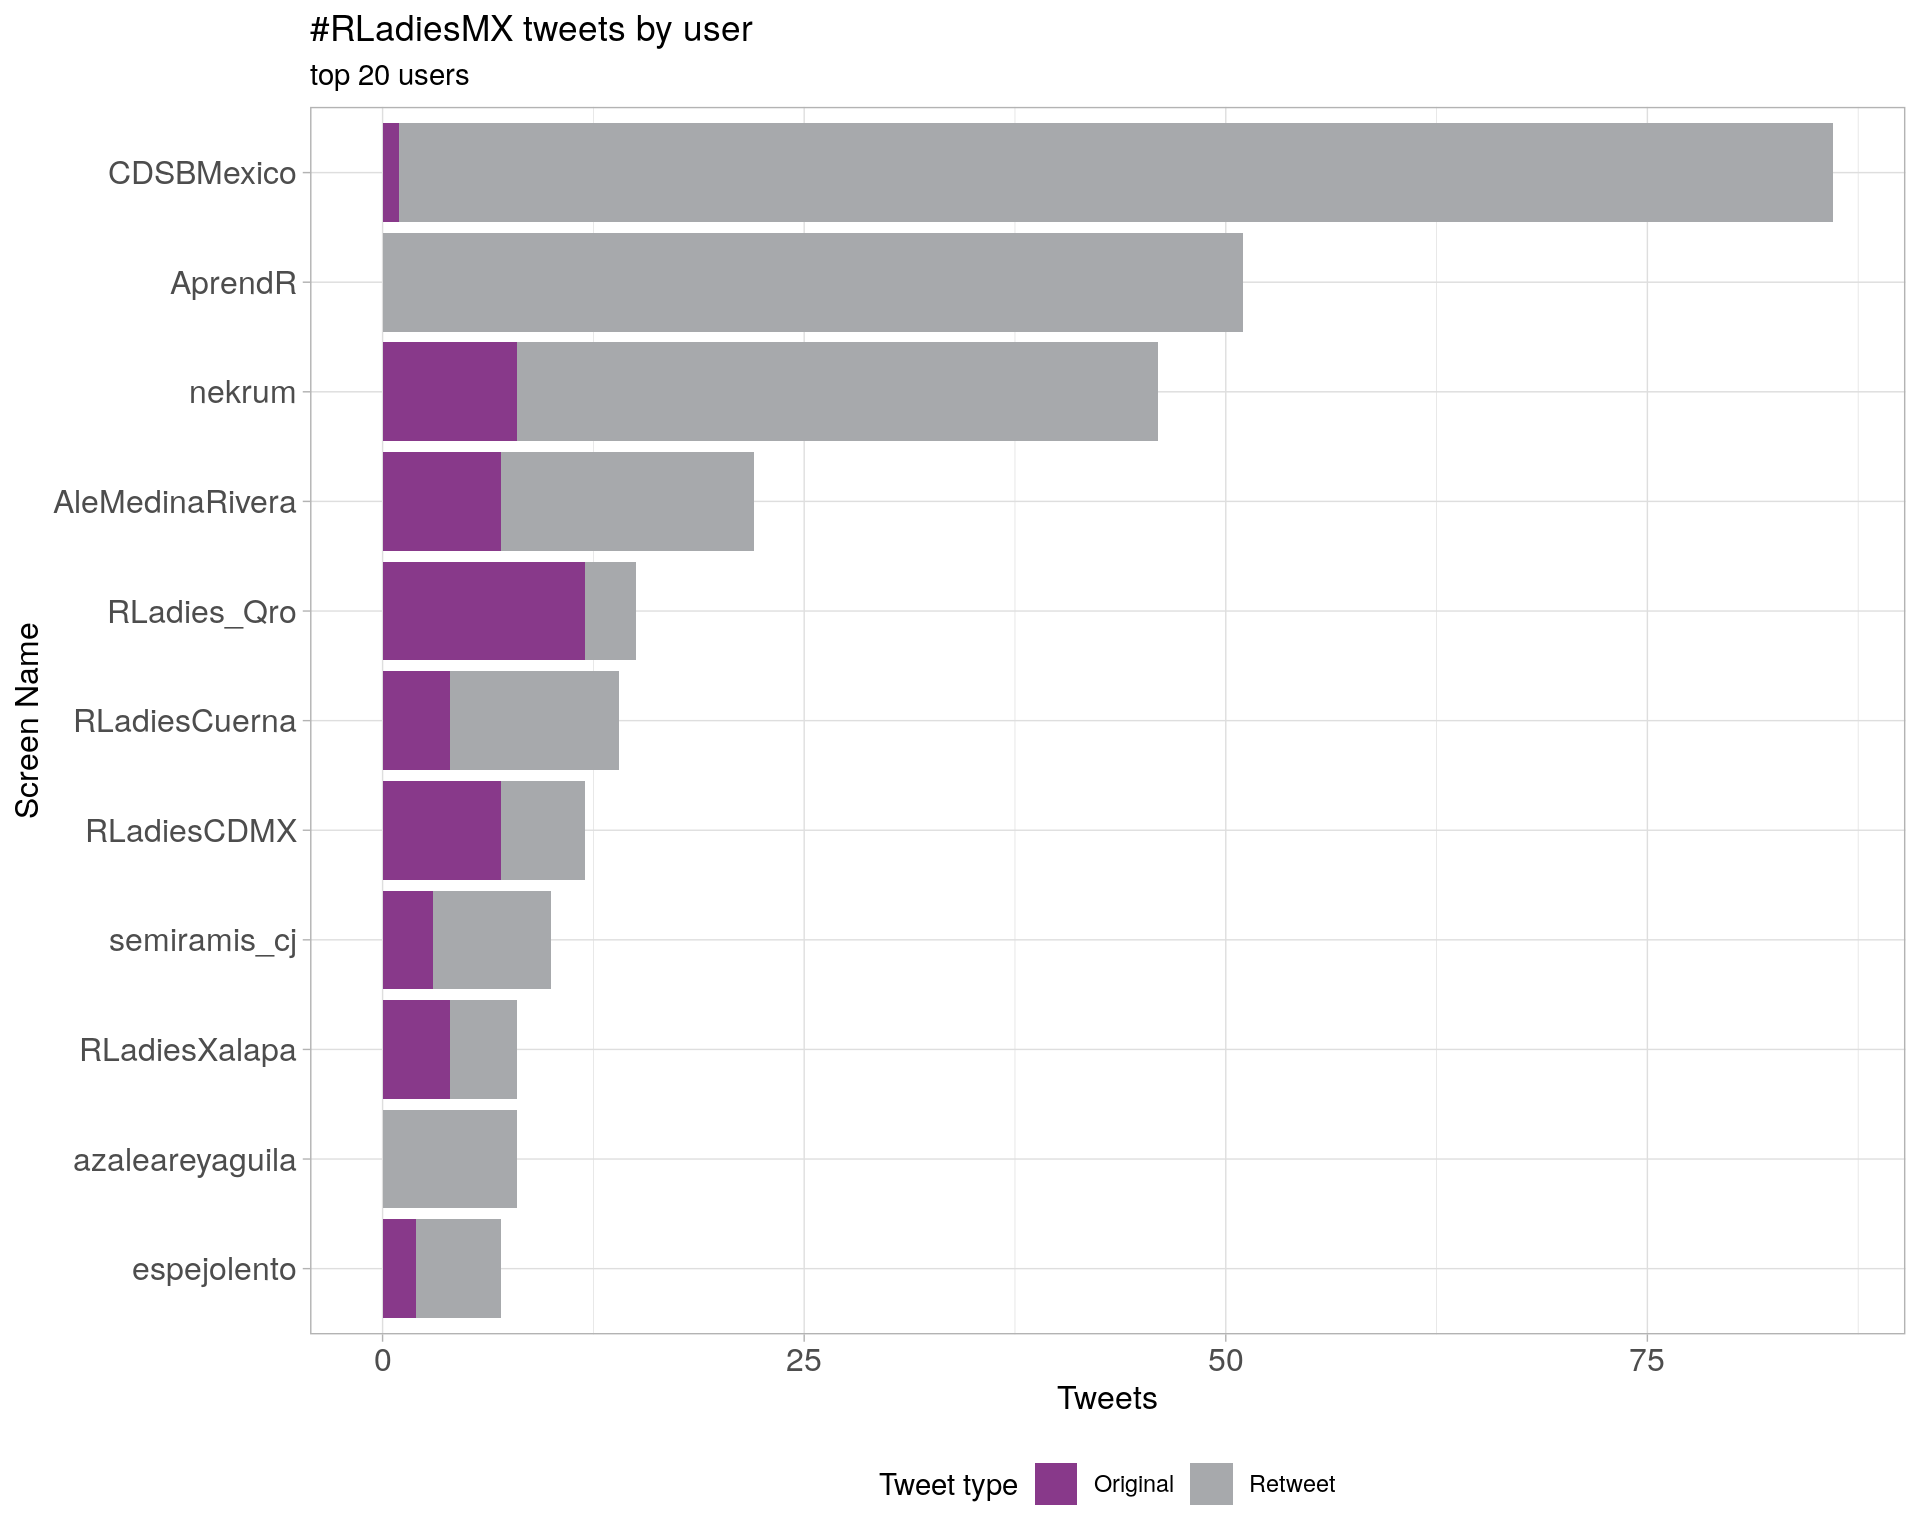 #RLadiesMX tweets by user
top 20 users
CDSBMexico
AprendR
nekrum
AleMedinaRivera
RLadies_Qro
RLadiesCuerna
RLadiesCDMX
semiramis_cj
RLadiesXalapa
azaleareyaguila
espejolento
Screen Name
0 25 50 75
Tweets
Tweet type Original Retweet